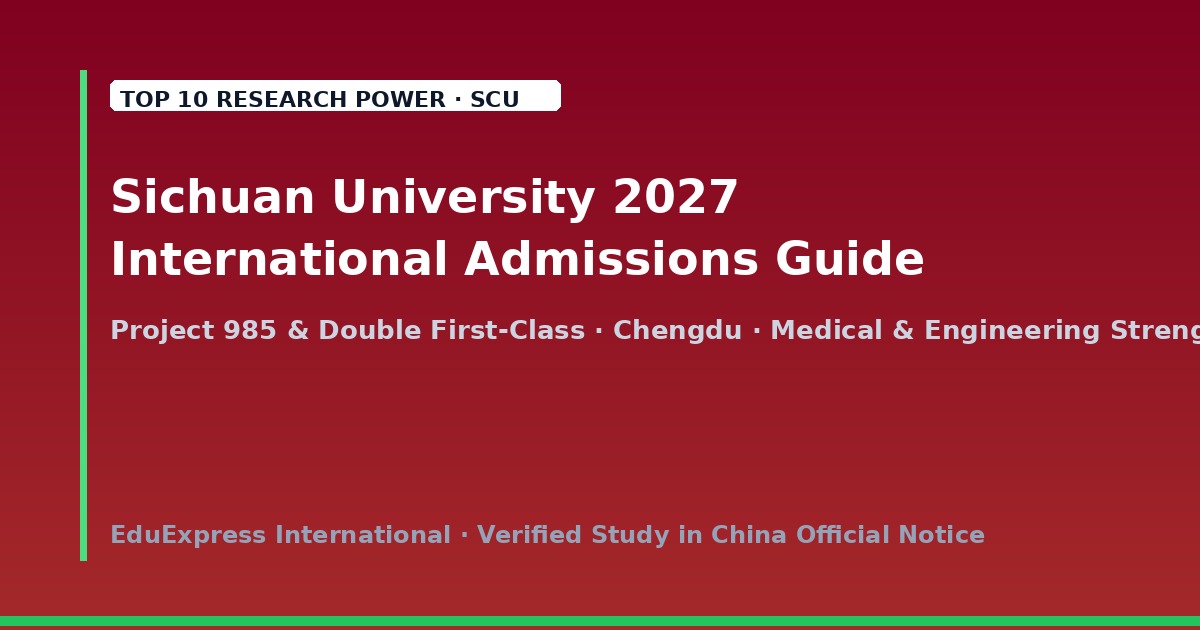 TOP 10 RESEARCH POWER · SCU
Sichuan University 2027
International Admissions Guide
Project 985 & Double First-Class · Chengdu · Medical & Engineering Streng
EduExpress International · Verified Study in China Official Notice